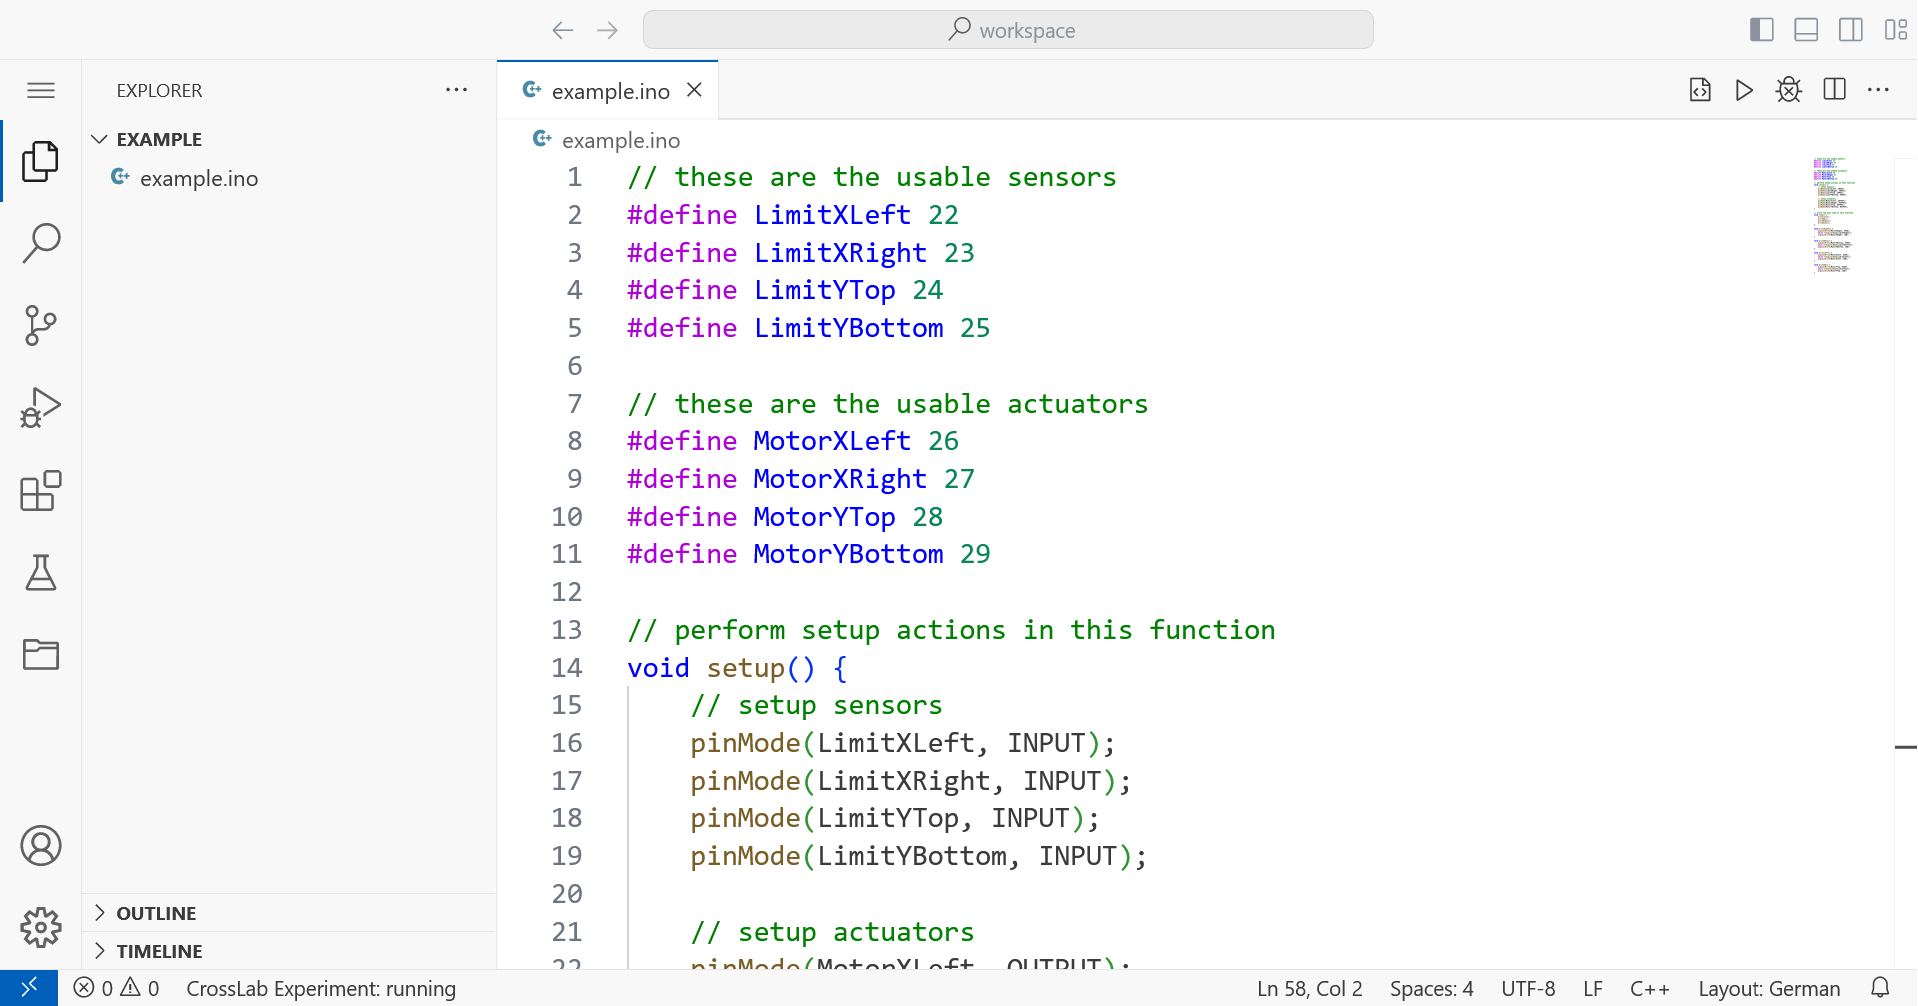 workspace
EXPLORER
EXAMPLE
example.ino
OUTLINE
TIMELINE
example.ino
example.ino
1 // these are the usable sensors
2 #define LimitXLeft 22
3 #define LimitXRight 23
4 #define LimitYTop 24
5 #define LimitYBottom 25
6
7 // these are the usable actuators
8 #define MotorXLeft 26
9 #define MotorXRight 27
10 #define MotorYTop 28
11 #define MotorYBottom 29
12
13 // perform setup actions in this function
14 void setup() {
15 // setup sensors
16 pinMode(LimitXLeft, INPUT);
17 pinMode(LimitXRight, INPUT);
18 pinMode(LimitYTop, INPUT);
19 pinMode(LimitYBottom, INPUT);
20
21 // setup actuators
22 pinMode(MotorXLeft, OUTPUT);
0 0 CrossLab Experiment: running Ln 58, Col 2 Spaces: 4 UTF-8 LF C++ Layout: German